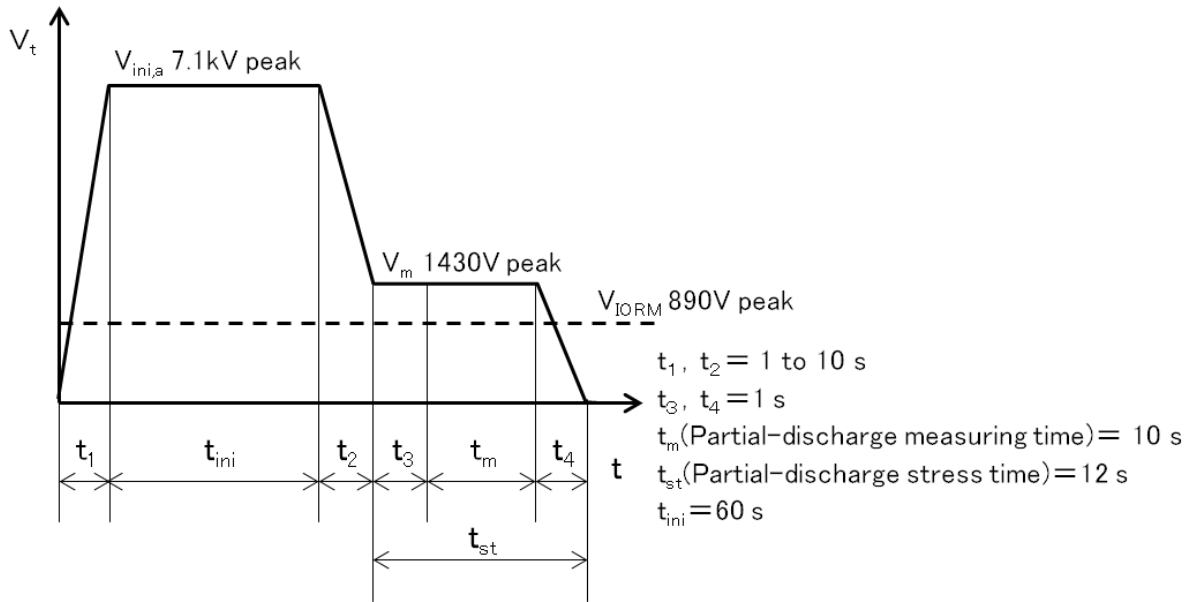 Vt
Vini,a 7.1kV peak
Vm 1430V peak
VIORM 890V peak
t1, t2= 1 to 10 s
t3, t4=1 s
tm(Partial-discharge measuring time)= 10 s
tst(Partial-discharge stress time)=12 s
tini=60 s
t1 tini t2 t3 tm t4 t
tst